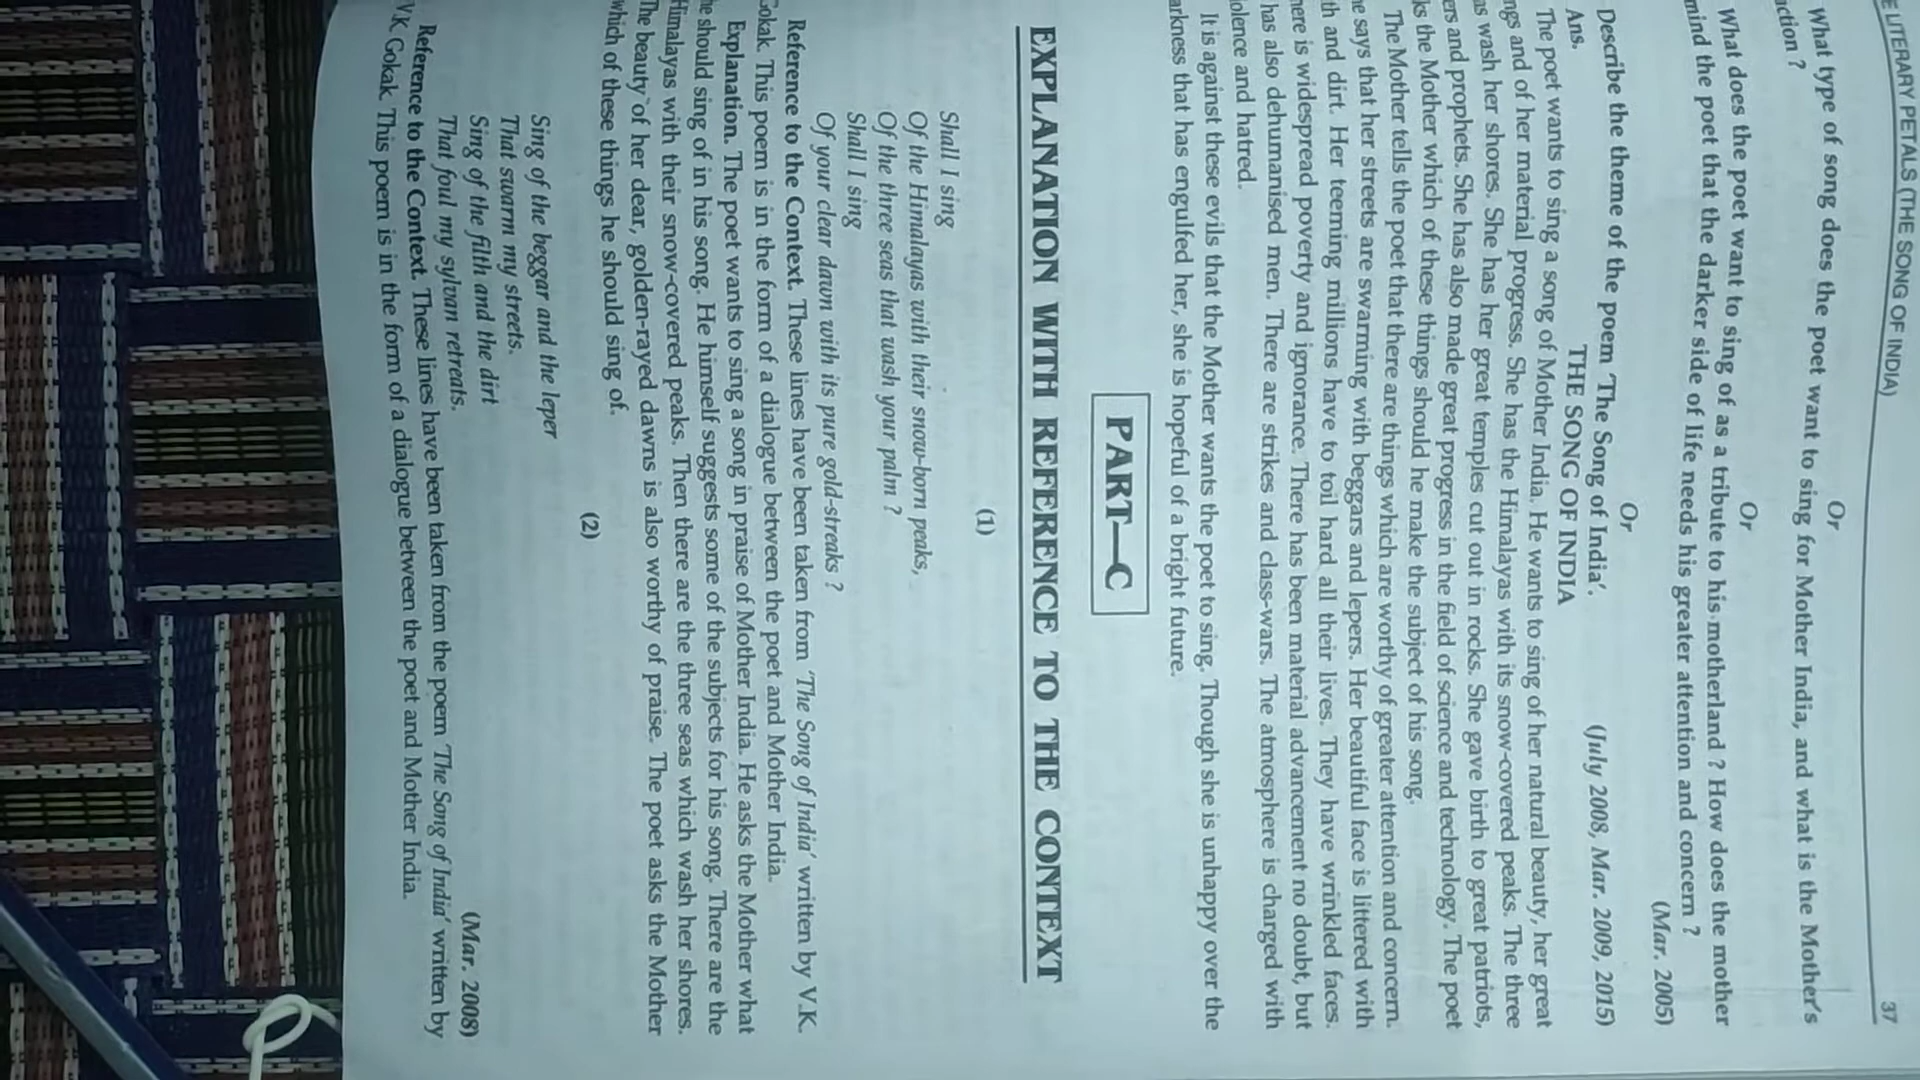 LITERARY PETALS (THE SONG OF INDIA) 37
Or
What type of song does the poet want to sing for Mother India, and what is the Mother's
action ?
Or
What does the poet want to sing of as a tribute to his motherland ? How does the mother
mind the poet that the darker side of life needs his greater attention and concern ?
(Mar. 2005)
Or
Describe the theme of the poem 'The Song of India'. (July 2008, Mar. 2009, 2015)
Ans. THE SONG OF INDIA
The poet wants to sing a song of Mother India. He wants to sing of her natural beauty, her great
ngs and of her material progress. She has the Himalayas with its snow-covered peaks. The three
as wash her shores. She has her great temples cut out in rocks. She gave birth to great patriots,
ers and prophets. She has also made great progress in the field of science and technology. The poet
ks the Mother which of these things should he make the subject of his song.
The Mother tells the poet that there are things which are worthy of greater attention and concern.
he says that her streets are swarming with beggars and lepers. Her beautiful face is littered with
th and dirt. Her teeming millions have to toil hard all their lives. They have wrinkled faces.
here is widespread poverty and ignorance. There has been material advancement no doubt, but
has also dehumanised men. There are strikes and class-wars. The atmosphere is charged with
iolence and hatred.
It is against these evils that the Mother wants the poet to sing. Though she is unhappy over the
arkness that has engulfed her, she is hopeful of a bright future.
PART—C
EXPLANATION WITH REFERENCE TO THE CONTEXT
(1)
Shall I sing
Of the Himalayas with their snow-born peaks,
Of the three seas that wash your palm ?
Shall I sing
Of your clear dawn with its pure gold-streaks ?
Reference to the Context. These lines have been taken from 'The Song of India' written by V.K.
Gokak. This poem is in the form of a dialogue between the poet and Mother India.
Explanation. The poet wants to sing a song in praise of Mother India. He asks the Mother what
he should sing of in his song. He himself suggests some of the subjects for his song. There are the
Himalayas with their snow-covered peaks. Then there are the three seas which wash her shores.
The beauty of her dear, golden-rayed dawns is also worthy of praise. The poet asks the Mother
which of these things he should sing of.
(2)
Sing of the beggar and the leper
That swarm my streets.
Sing of the filth and the dirt
That foul my sylvan retreats. (Mar. 2008)
Reference to the Context. These lines have been taken from the poem 'The Song of India' written by
V.K. Gokak. This poem is in the form of a dialogue between the poet and Mother India.